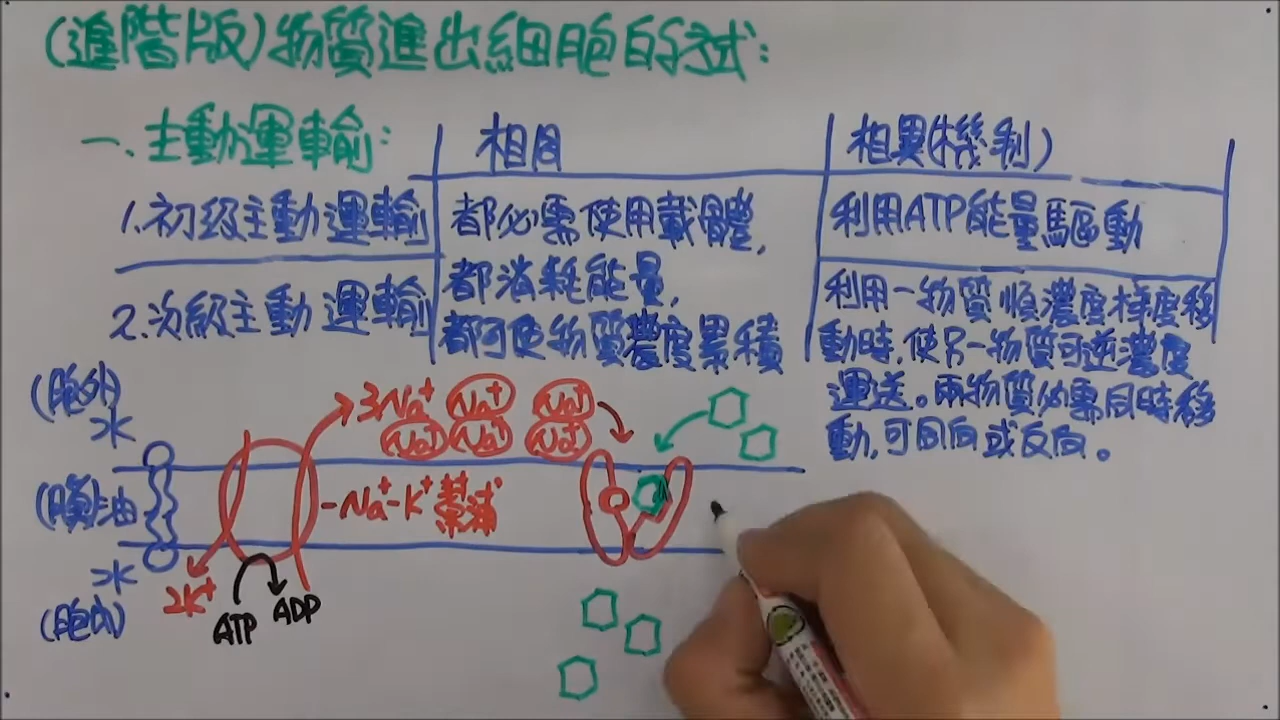 (進階版)物質進出細胞的方式:
一、主動運輸:
相同
相異(機制)
1.初級主動運輸
都必需使用載體,
利用ATP能量驅動
2.次級主動運輸
都消耗能量,
都可使物質濃度累積
利用一物質順濃度梯度移
動時,使另一物質可逆濃度
運送。兩物質必需同時移
動,可同向或反向。
(胞外)
水
3Na⁺ Na⁺ Na⁺
Na⁺ Na⁺ Na⁺
(膜)油
-Na⁺-K⁺幫浦
水
(胞內)
2K⁺
ATP
ADP